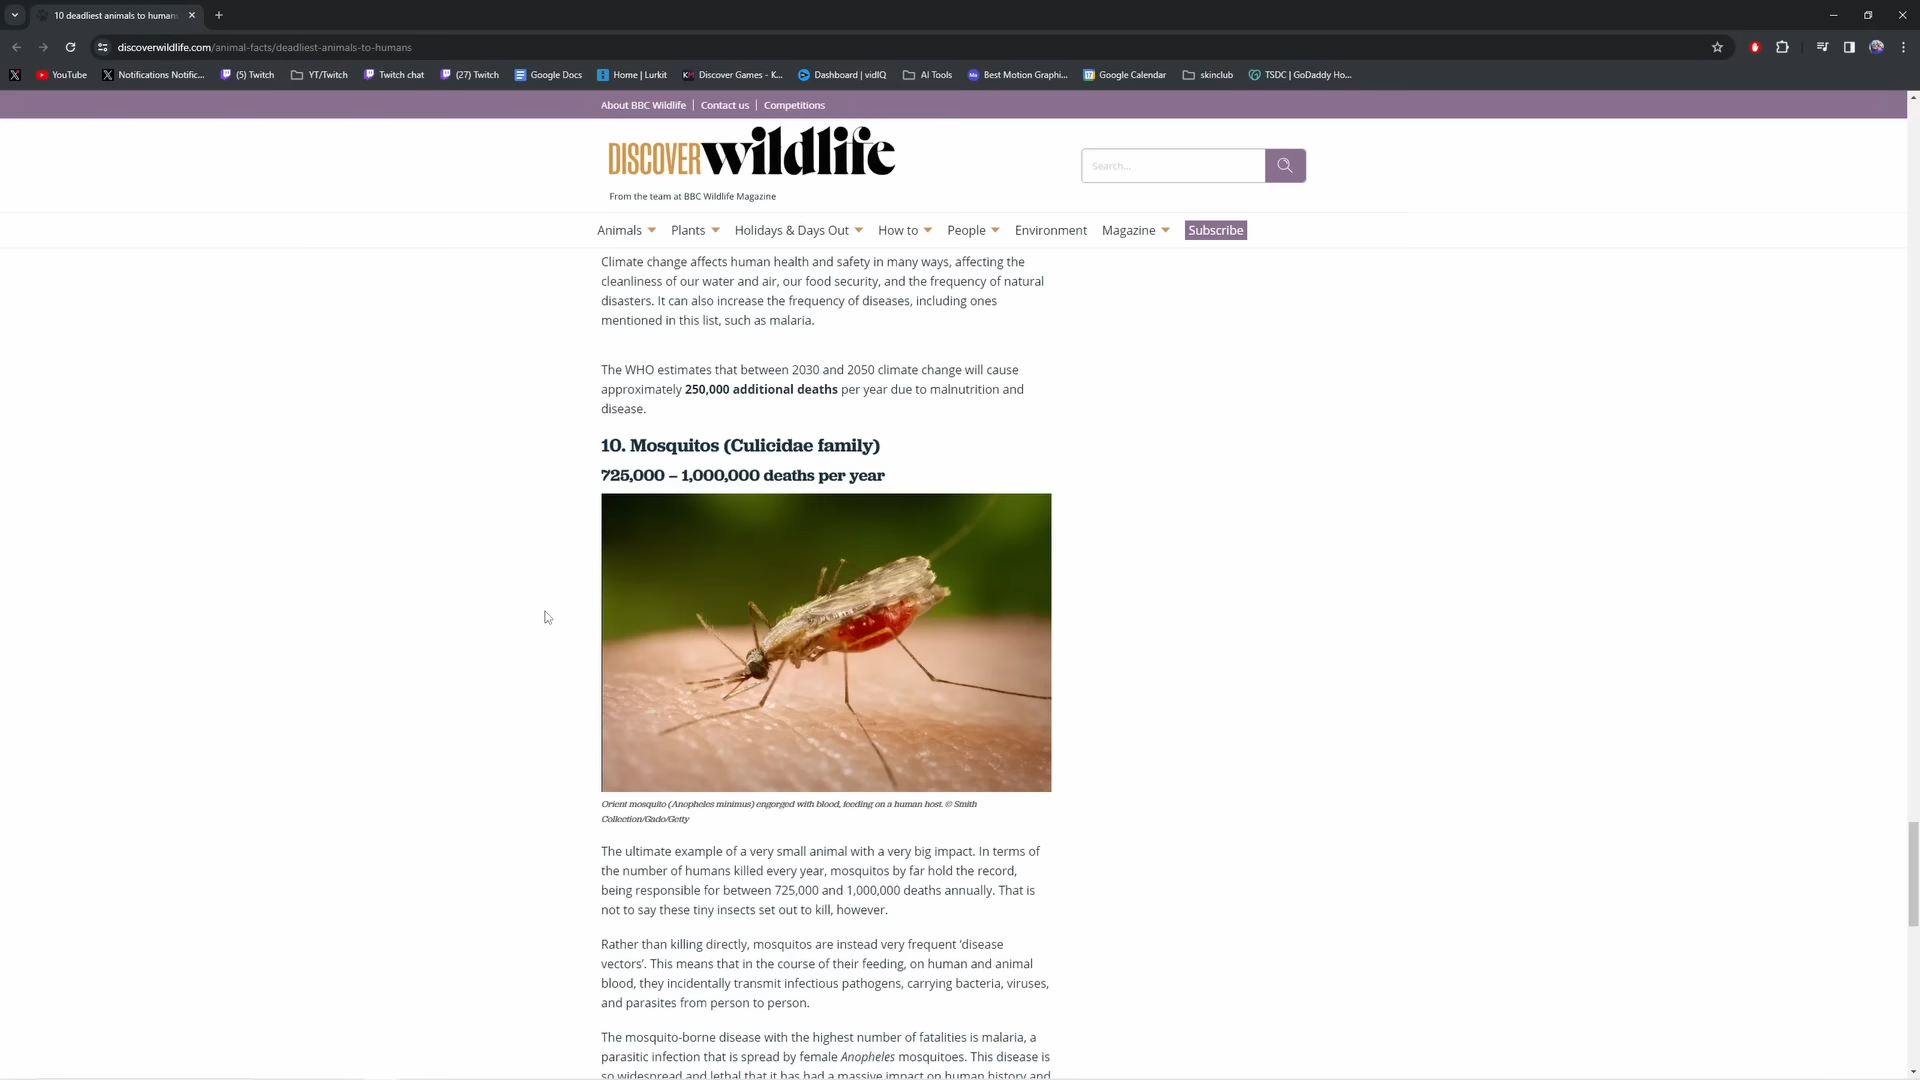 10 deadliest animals to humans
discoverwildlife.com/animal-facts/deadliest-animals-to-humans
YouTube
Notifications Notific...
(5) Twitch
YT/Twitch
Twitch chat
(27) Twitch
Google Docs
Home | Lurkit
Discover Games - K...
Dashboard | vidIQ
AI Tools
Best Motion Graphi...
Google Calendar
skinclub
TSDC | GoDaddy Ho...
About BBC Wildlife | Contact us | Competitions
DISCOVER wildlife
From the team at BBC Wildlife Magazine
Search...
Animals Plants Holidays & Days Out How to People Environment Magazine Subscribe
Climate change affects human health and safety in many ways, affecting the
cleanliness of our water and air, our food security, and the frequency of natural
disasters. It can also increase the frequency of diseases, including ones
mentioned in this list, such as malaria.
The WHO estimates that between 2030 and 2050 climate change will cause
approximately 250,000 additional deaths per year due to malnutrition and
disease.
10. Mosquitos (Culicidae family)
725,000 – 1,000,000 deaths per year
Orient mosquito (Anopheles minimus) engorged with blood, feeding on a human host. © Smith
Collection/Gado/Getty
The ultimate example of a very small animal with a very big impact. In terms of
the number of humans killed every year, mosquitos by far hold the record,
being responsible for between 725,000 and 1,000,000 deaths annually. That is
not to say these tiny insects set out to kill, however.
Rather than killing directly, mosquitos are instead very frequent ‘disease
vectors’. This means that in the course of their feeding, on human and animal
blood, they incidentally transmit infectious pathogens, carrying bacteria, viruses,
and parasites from person to person.
The mosquito-borne disease with the highest number of fatalities is malaria, a
parasitic infection that is spread by female Anopheles mosquitoes. This disease is
so widespread and lethal that it has had a massive impact on human history and